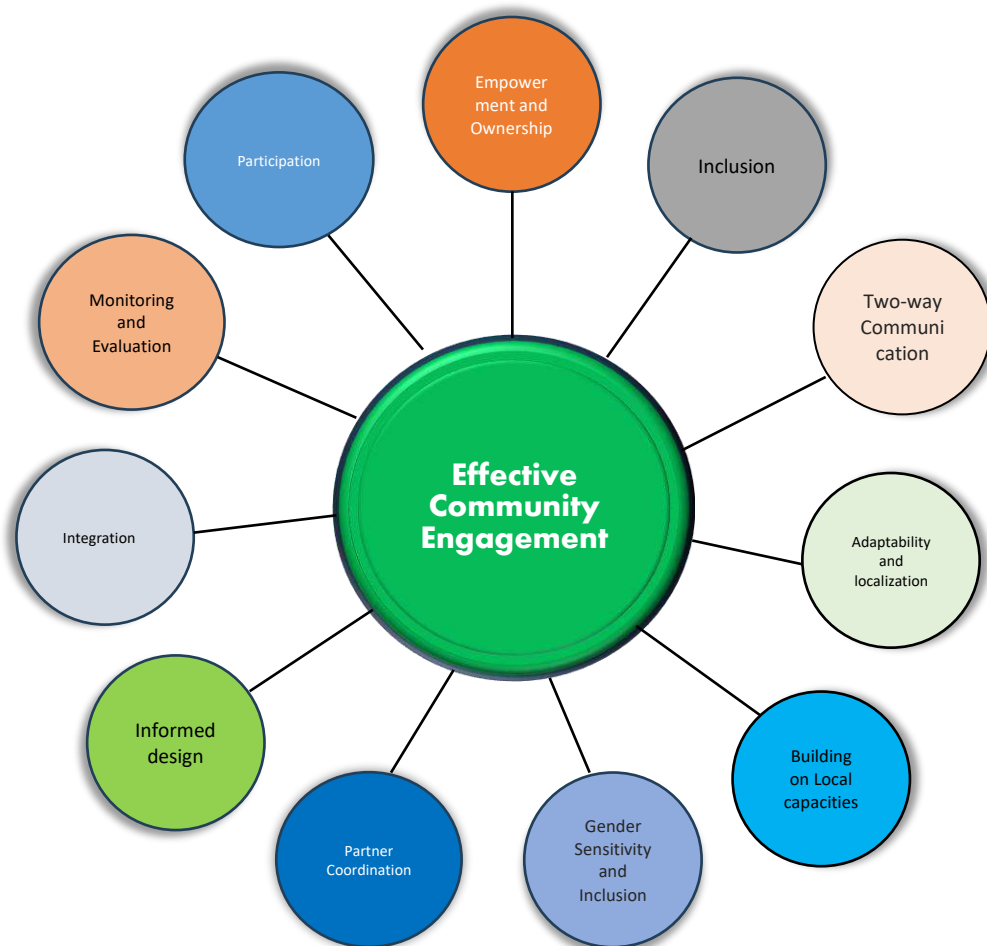 Empower
ment and
Ownership
Participation
Inclusion
Monitoring
and
Evaluation
Two-way
Communi
cation
Effective
Community
Engagement
Integration
Adaptability
and
localization
Informed
design
Building
on Local
capacities
Partner
Coordination
Gender
Sensitivity
and
Inclusion